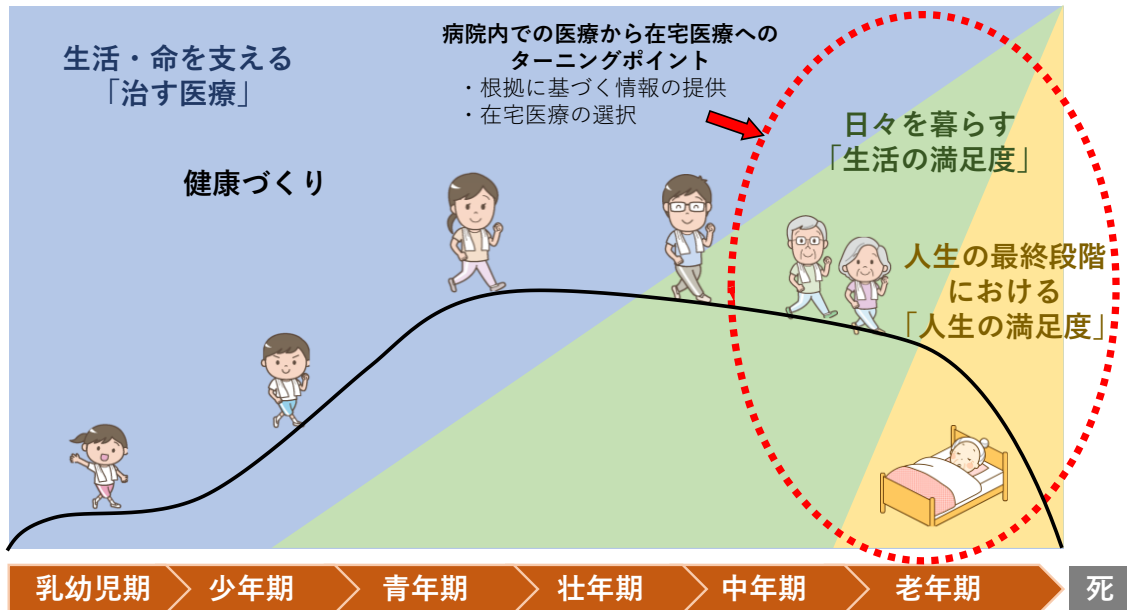 生活・命を支える
「治す医療」
健康づくり
病院内での医療から在宅医療への
ターニングポイント
・根拠に基づく情報の提供
・在宅医療の選択
日々を暮らす
「生活の満足度」
人生の最終段階
における
「人生の満足度」
乳幼児期
少年期
青年期
壮年期
中年期
老年期
死